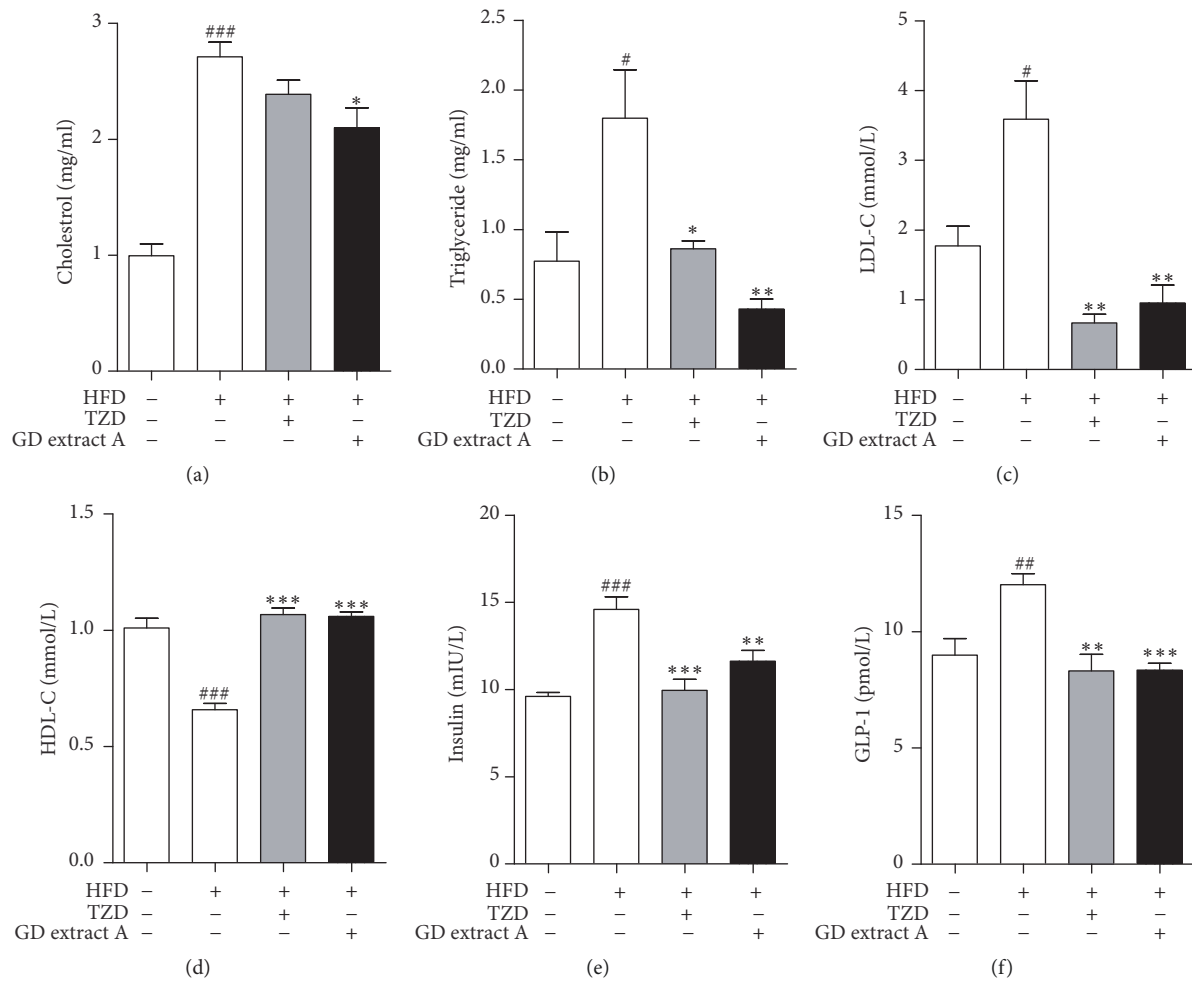 3
2
1
0
Cholestrol (mg/ml)
###
*
HFD − + + +
TZD − − + −
GD extract A − − − +
(a)
2.5
2.0
1.5
1.0
0.5
0.0
Triglyceride (mg/ml)
#
*
**
HFD − + + +
TZD − − + −
GD extract A − − − +
(b)
5
4
3
2
1
0
LDL-C (mmol/L)
#
**
**
HFD − + + +
TZD − − + −
GD extract A − − − +
(c)
1.5
1.0
0.5
0.0
HDL-C (mmol/L)
###
***
***
HFD − + + +
TZD − − + −
GD extract A − − − +
(d)
20
15
10
5
0
Insulin (mIU/L)
###
***
**
HFD − + + +
TZD − − + −
GD extract A − − − +
(e)
15
10
5
0
GLP-1 (pmol/L)
##
**
***
HFD − + + +
TZD − − + −
GD extract A − − − +
(f)